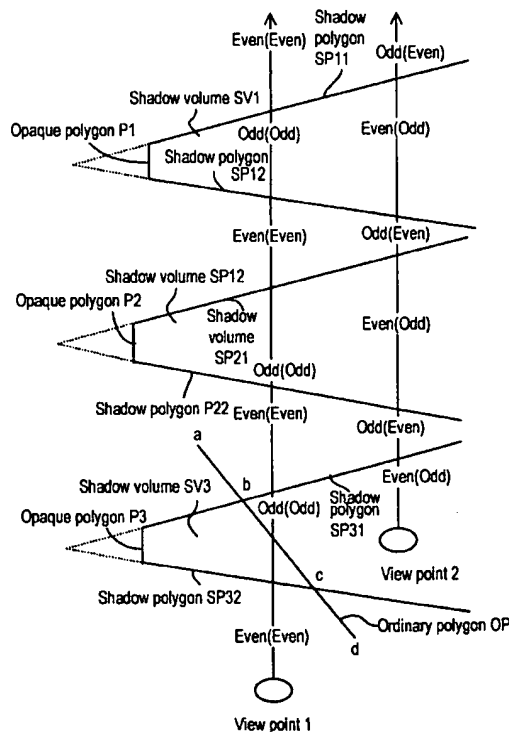 Even(Even)
Shadow
polygon
SP11
Odd(Even)
Shadow volume SV1
Opaque polygon P1
Odd(Odd)
Even(Odd)
Shadow polygon
SP12
Even(Even)
Odd(Even)
Shadow volume SP12
Opaque polygon P2
Shadow
volume
SP21
Even(Odd)
Odd(Odd)
Shadow polygon P22
Even(Even)
Odd(Even)
a
Shadow volume SV3
b
Even(Odd)
Opaque polygon P3
Odd(Odd)
Shadow
polygon
SP31
View point 2
Shadow polygon SP32
c
Ordinary polygon OP
Even(Even)
d
View point 1